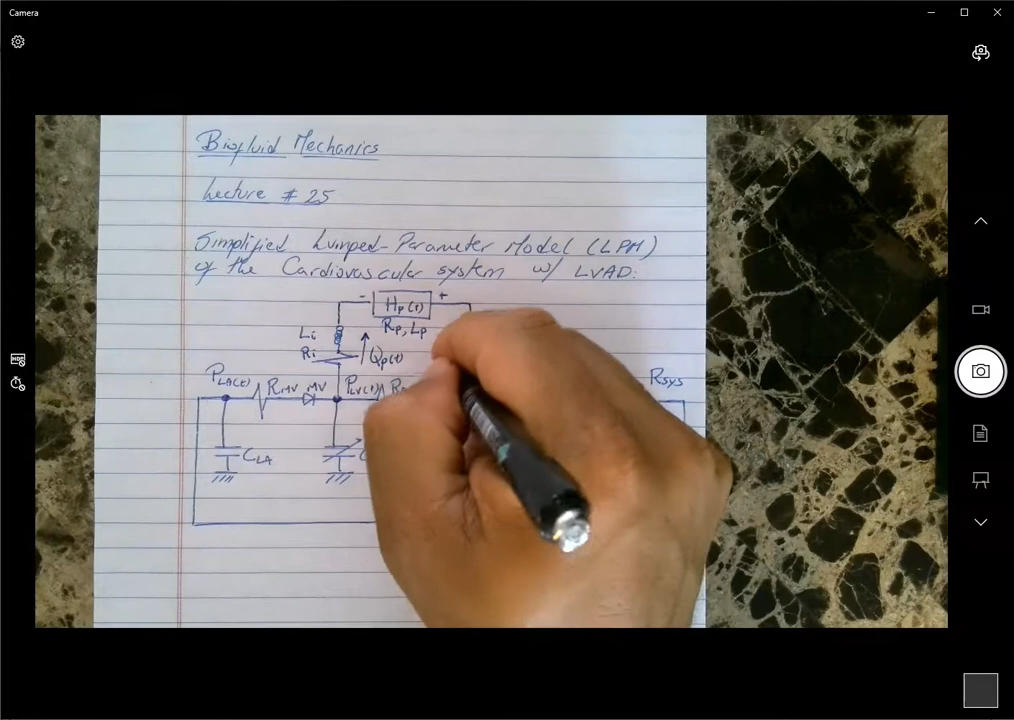 Camera
Biofluid Mechanics
Lecture # 25
Simplified Lumped-Parameter Model (LPM)
of the Cardiovascular system w/ LVAD:
- Hp(t) +
Rp, Lp
Li
Ri Qp(t)
PLA(t) RMV MV PLV(t) RSYS
CLA